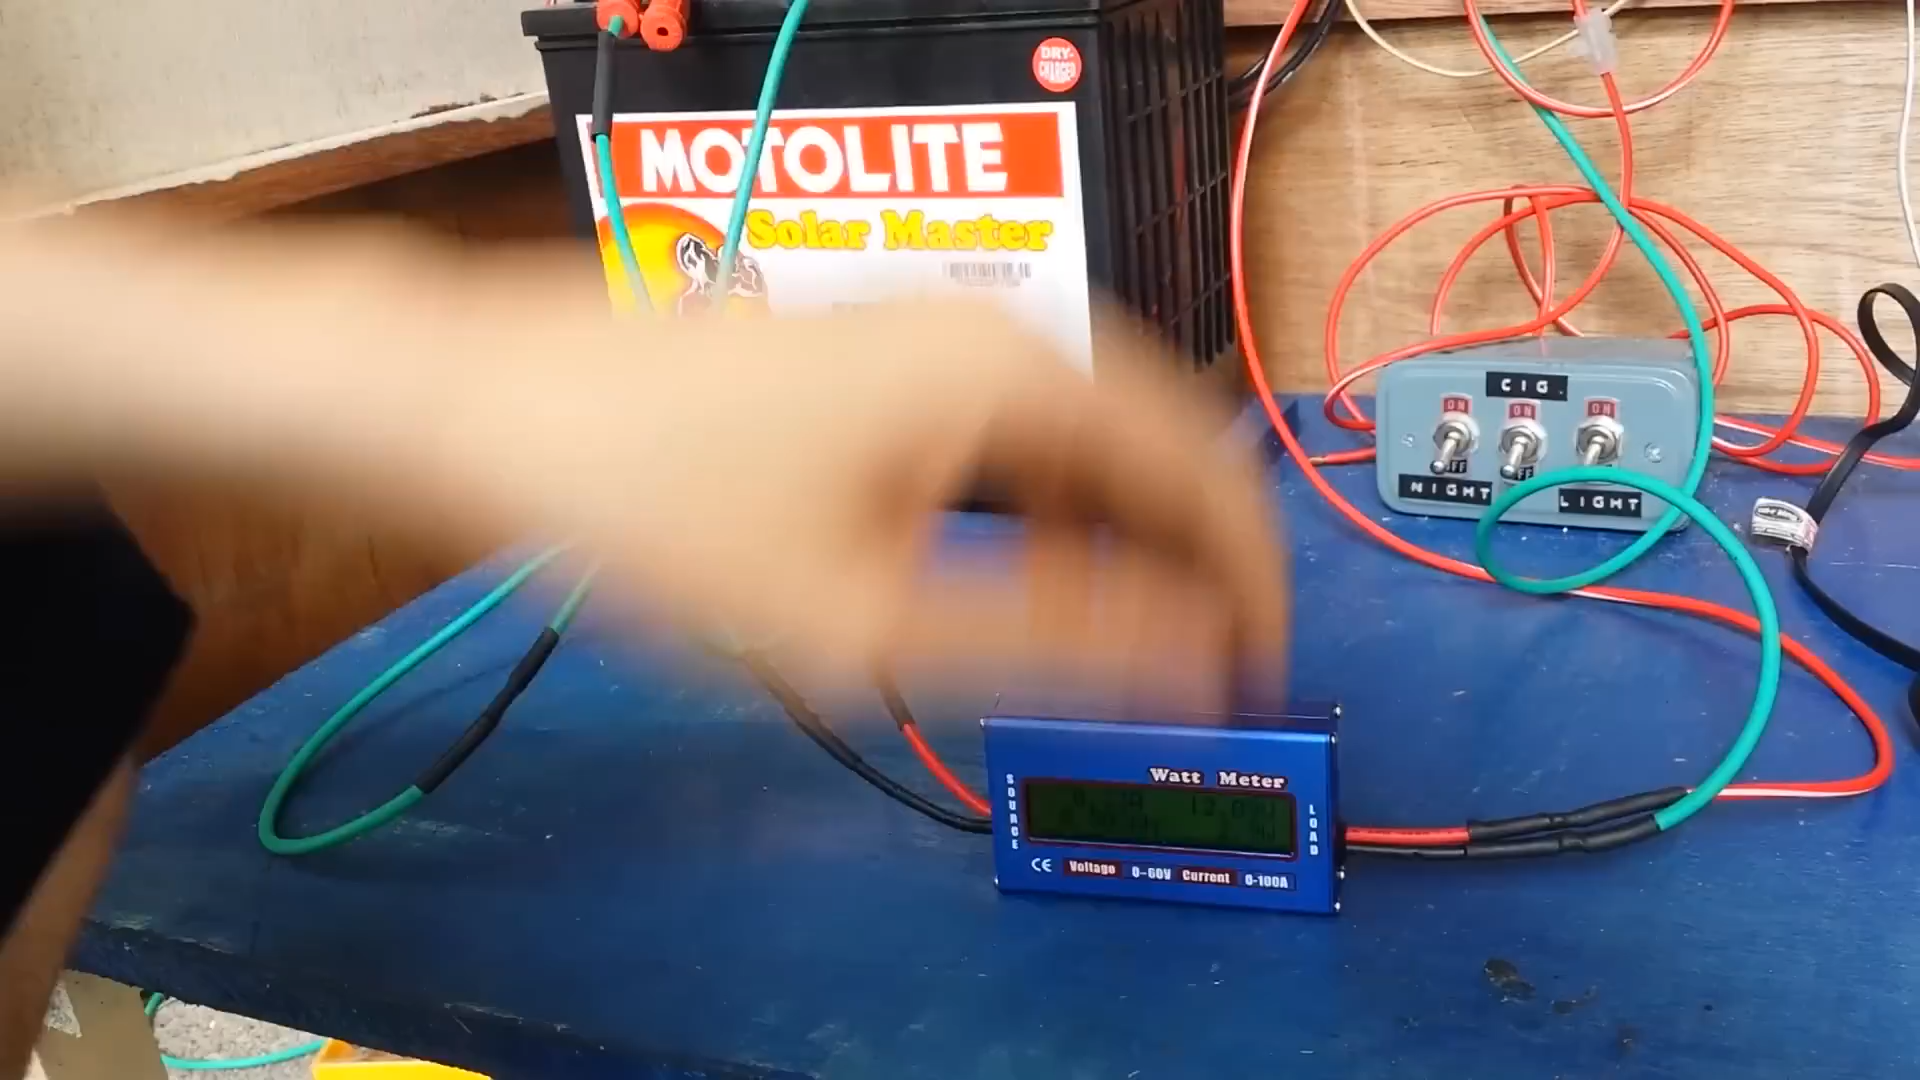 DRY-
CHARGED
MOTOLITE
Solar Master
CIG.
ON
ON
ON
OFF
OFF
NIGHT
LIGHT
Watt Meter
SOURCE
LOAD
CE
Voltage 0-60V Current 0-100A